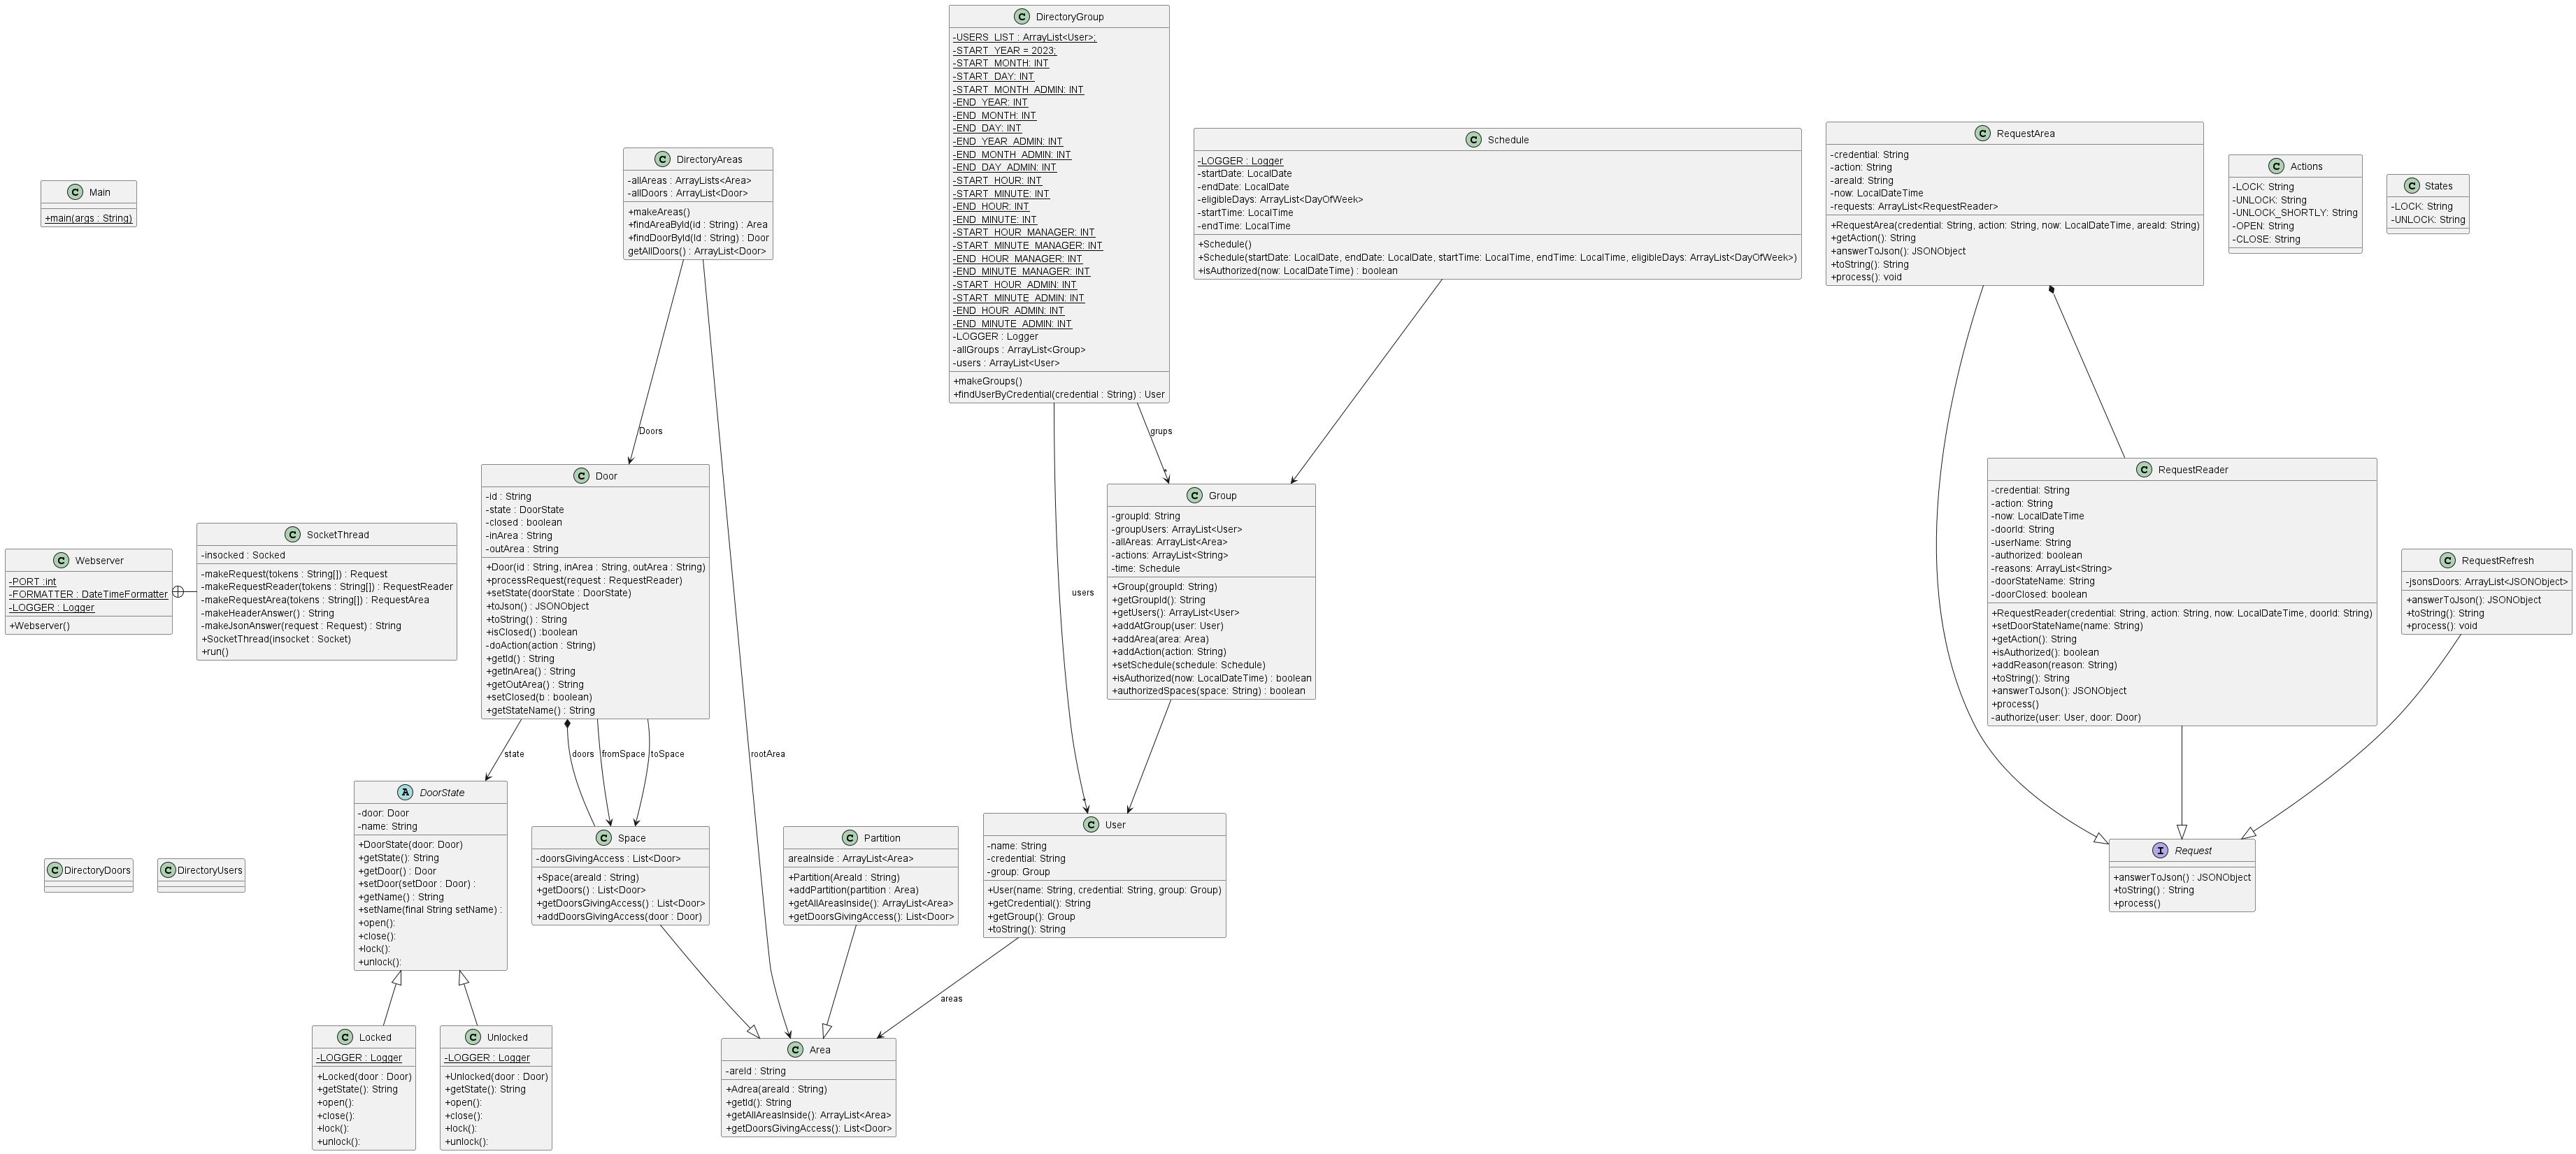 C Main
+main(args : String)
C DirectoryAreas
-allAreas : ArrayLists<Area>
-allDoors : ArrayList<Door>
+makeAreas()
+findAreaById(id : String) : Area
+findDoorById(Id : String) : Door
getAllDoors() : ArrayList<Door>
C DirectoryGroup
-USERS_LIST : ArrayList<User>;
-START_YEAR = 2023;
-START_MONTH: INT
-START_DAY: INT
-START_MONTH_ADMIN: INT
-END_YEAR: INT
-END_MONTH: INT
-END_DAY: INT
-END_YEAR_ADMIN: INT
-END_MONTH_ADMIN: INT
-END_DAY_ADMIN: INT
-START_HOUR: INT
-START_MINUTE: INT
-END_HOUR: INT
-END_MINUTE: INT
-START_HOUR_MANAGER: INT
-START_MINUTE_MANAGER: INT
-END_HOUR_MANAGER: INT
-END_MINUTE_MANAGER: INT
-START_HOUR_ADMIN: INT
-START_MINUTE_ADMIN: INT
-END_HOUR_ADMIN: INT
-END_MINUTE_ADMIN: INT
-LOGGER : Logger
-allGroups : ArrayList<Group>
-users : ArrayList<User>
+makeGroups()
+findUserByCredential(credential : String) : User
C Schedule
-LOGGER : Logger
-startDate: LocalDate
-endDate: LocalDate
-eligibleDays: ArrayList<DayOfWeek>
-startTime: LocalTime
-endTime: LocalTime
+Schedule()
+Schedule(startDate: LocalDate, endDate: LocalDate, startTime: LocalTime, endTime: LocalTime, eligibleDays: ArrayList<DayOfWeek>)
+isAuthorized(now: LocalDateTime) : boolean
C RequestArea
-credential: String
-action: String
-areaId: String
-now: LocalDateTime
-requests: ArrayList<RequestReader>
+RequestArea(credential: String, action: String, now: LocalDateTime, areaId: String)
+getAction(): String
+answerToJson(): JSONObject
+toString(): String
+process(): void
C Actions
-LOCK: String
-UNLOCK: String
-UNLOCK_SHORTLY: String
-OPEN: String
-CLOSE: String
C States
-LOCK: String
-UNLOCK: String
Doors
grups
*
users
*
C Webserver
-PORT :int
-FORMATTER : DateTimeFormatter
-LOGGER : Logger
+Webserver()
C SocketThread
-insocked : Socked
-makeRequest(tokens : String[]) : Request
-makeRequestReader(tokens : String[]) : RequestReader
-makeRequestArea(tokens : String[]) : RequestArea
-makeHeaderAnswer() : String
-makeJsonAnswer(request : Request) : String
+SocketThread(insocket : Socket)
+run()
C Door
-id : String
-state : DoorState
-closed : boolean
-inArea : String
-outArea : String
+Door(id : String, inArea : String, outArea : String)
+processRequest(request : RequestReader)
+setState(doorState : DoorState)
+toJson() : JSONObject
+toString() : String
+isClosed() :boolean
-doAction(action : String)
+getId() : String
+getInArea() : String
+getOutArea() : String
+setClosed(b : boolean)
+getStateName() : String
C Group
-groupId: String
-groupUsers: ArrayList<User>
-allAreas: ArrayList<Area>
-actions: ArrayList<String>
-time: Schedule
+Group(groupId: String)
+getGroupId(): String
+getUsers(): ArrayList<User>
+addAtGroup(user: User)
+addArea(area: Area)
+addAction(action: String)
+setSchedule(schedule: Schedule)
+isAuthorized(now: LocalDateTime) : boolean
+authorizedSpaces(space: String) : boolean
C RequestReader
-credential: String
-action: String
-now: LocalDateTime
-doorId: String
-userName: String
-authorized: boolean
-reasons: ArrayList<String>
-doorStateName: String
-doorClosed: boolean
+RequestReader(credential: String, action: String, now: LocalDateTime, doorId: String)
+setDoorStateName(name: String)
+getAction(): String
+isAuthorized(): boolean
+addReason(reason: String)
+toString(): String
+answerToJson(): JSONObject
+process()
-authorize(user: User, door: Door)
C RequestRefresh
-jsonsDoors: ArrayList<JSONObject>
+answerToJson(): JSONObject
+toString(): String
+process(): void
state
doors
fromSpace
toSpace
rootArea
C DirectoryDoors
C DirectoryUsers
A DoorState
-door: Door
-name: String
+DoorState(door: Door)
+getState(): String
+getDoor() : Door
+setDoor(setDoor : Door) :
+getName() : String
+setName(final String setName) :
+open():
+close():
+lock():
+unlock():
C Space
-doorsGivingAccess : List<Door>
+Space(areaId : String)
+getDoors() : List<Door>
+getDoorsGivingAccess() : List<Door>
+addDoorsGivingAccess(door : Door)
C Partition
areaInside : ArrayList<Area>
+Partition(AreaId : String)
+addPartition(partition : Area)
+getAllAreasInside(): ArrayList<Area>
+getDoorsGivingAccess(): List<Door>
C User
-name: String
-credential: String
-group: Group
+User(name: String, credential: String, group: Group)
+getCredential(): String
+getGroup(): Group
+toString(): String
I Request
+answerToJson() : JSONObject
+toString() : String
+process()
areas
C Locked
-LOGGER : Logger
+Locked(door : Door)
+getState(): String
+open():
+close():
+lock():
+unlock():
C Unlocked
-LOGGER : Logger
+Unlocked(door : Door)
+getState(): String
+open():
+close():
+lock():
+unlock():
C Area
-areId : String
+Adrea(areaId : String)
+getId(): String
+getAllAreasInside(): ArrayList<Area>
+getDoorsGivingAccess(): List<Door>